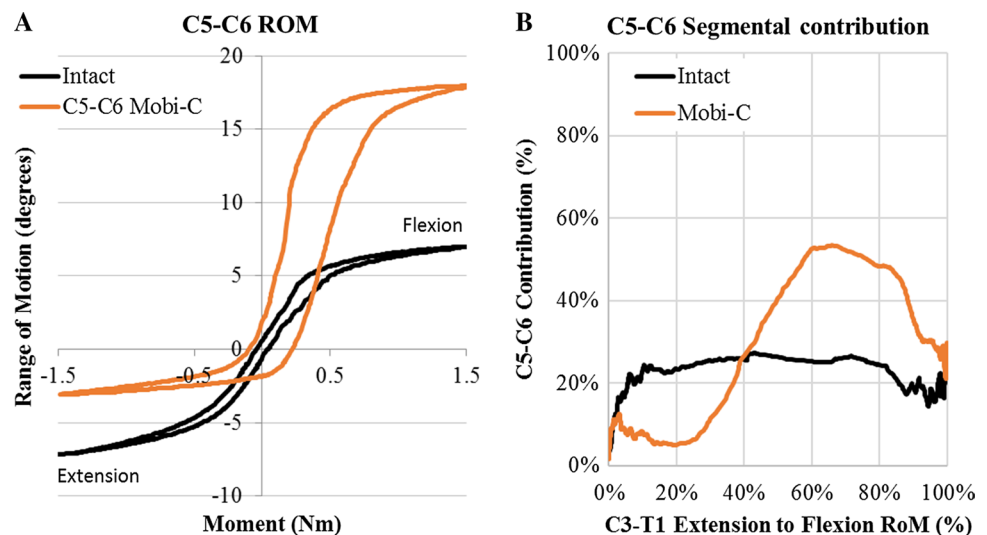 A
C5-C6 ROM
Intact
C5-C6 Mobi-C
Range of Motion (degrees)
20
15
10
5
0
-5
-10
-1.5
-0.5
0.5
1.5
Flexion
Extension
Moment (Nm)
B
C5-C6 Segmental contribution
Intact
Mobi-C
C5-C6 Contribution (%)
100%
80%
60%
40%
20%
0%
0%
20%
40%
60%
80%
100%
C3-T1 Extension to Flexion RoM (%)